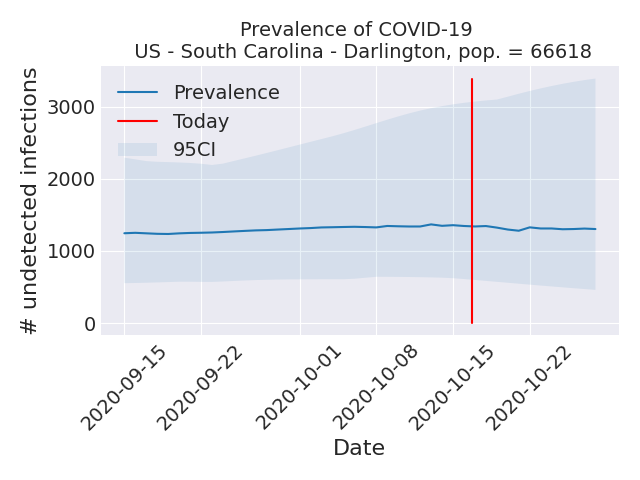 Prevalence of COVID-19
US - South Carolina - Darlington, pop. = 66618
Prevalence
Today
95CI
# undetected infections
3000
2000
1000
0
2020-09-15
2020-09-22
2020-10-01
2020-10-08
2020-10-15
2020-10-22
Date